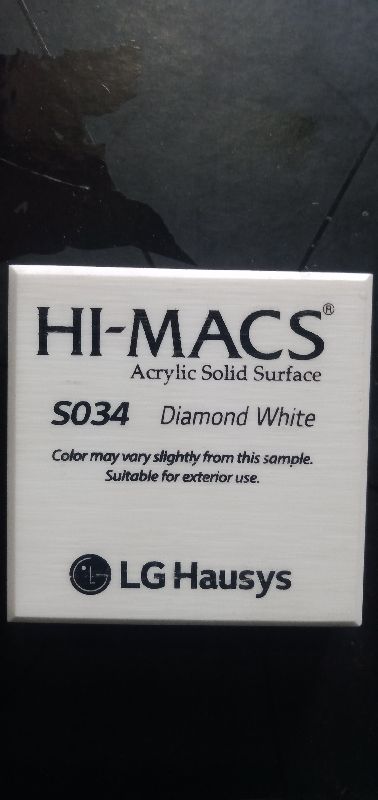 HI-MACS®
Acrylic Solid Surface
S034 Diamond White
Color may vary slightly from this sample.
Suitable for exterior use.
LG Hausys